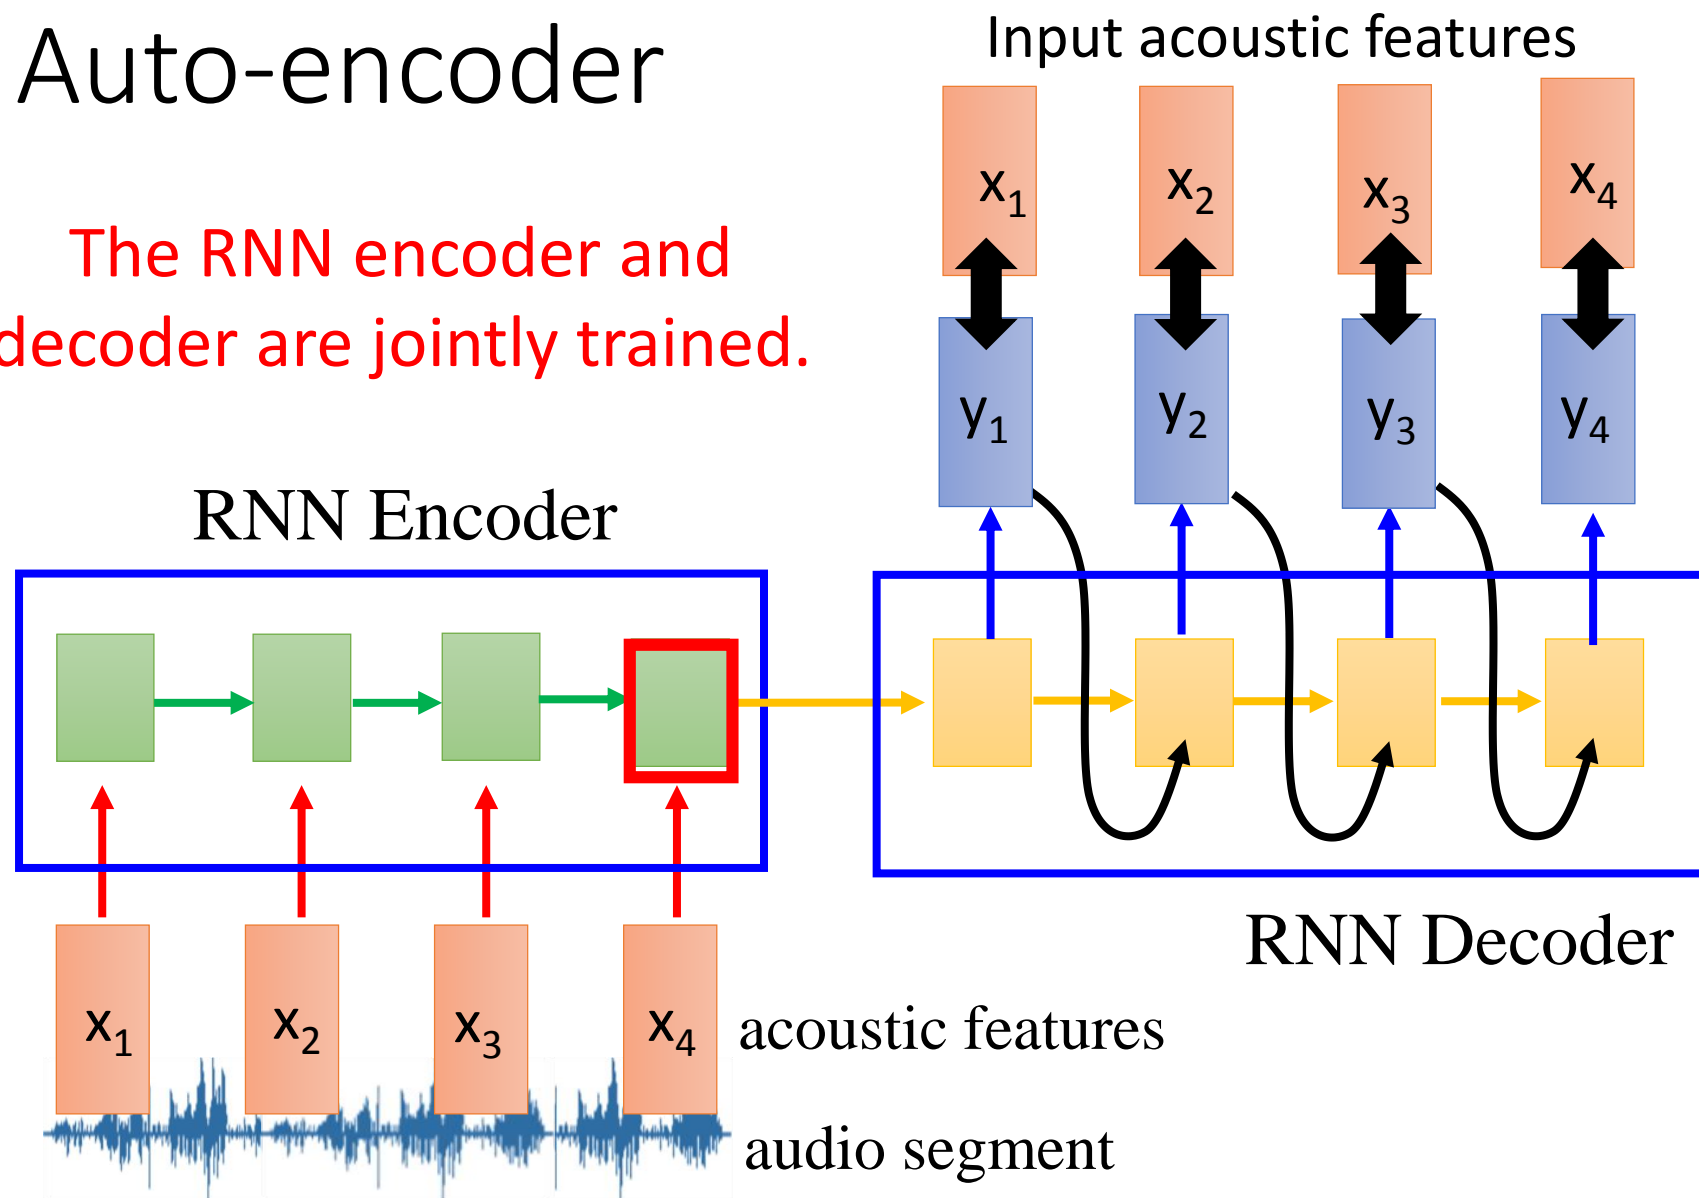 Auto-encoder
Input acoustic features
x1 x2 x3 x4
The RNN encoder and
decoder are jointly trained.
y1 y2 y3 y4
RNN Encoder
RNN Decoder
x1 x2 x3 x4
acoustic features
audio segment